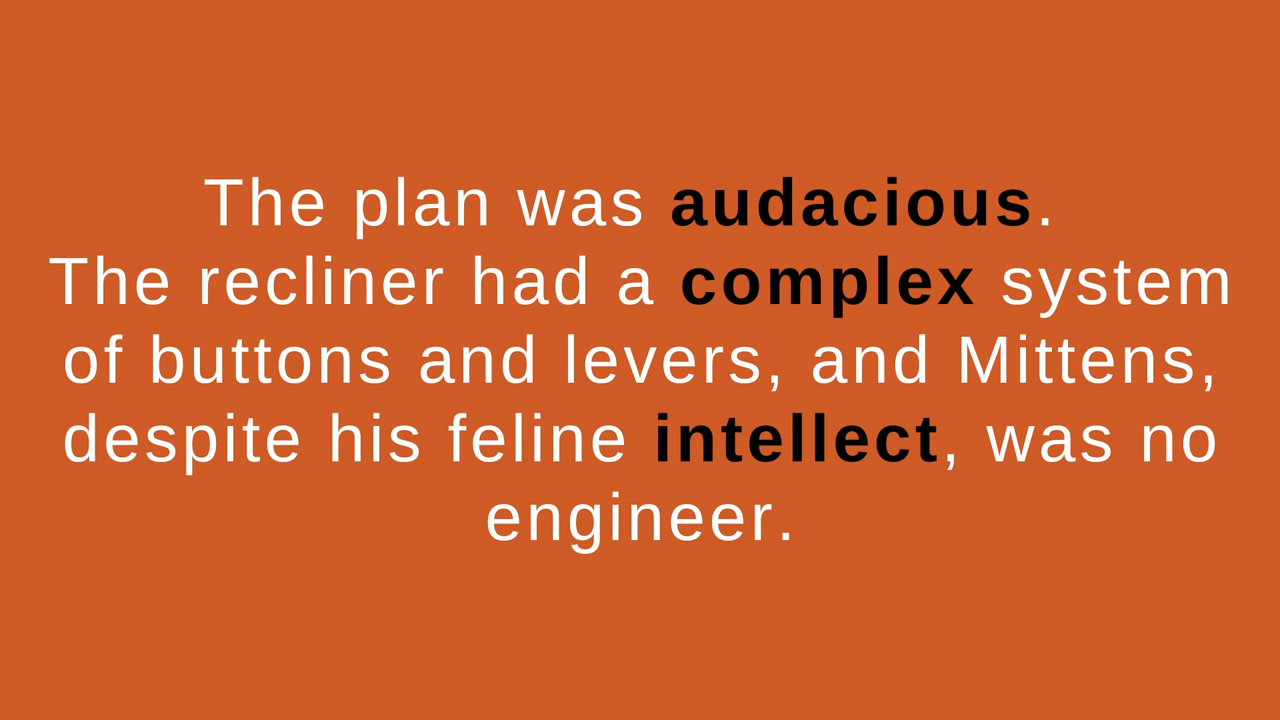 The plan was audacious.
The recliner had a complex system
of buttons and levers, and Mittens,
despite his feline intellect, was no
engineer.